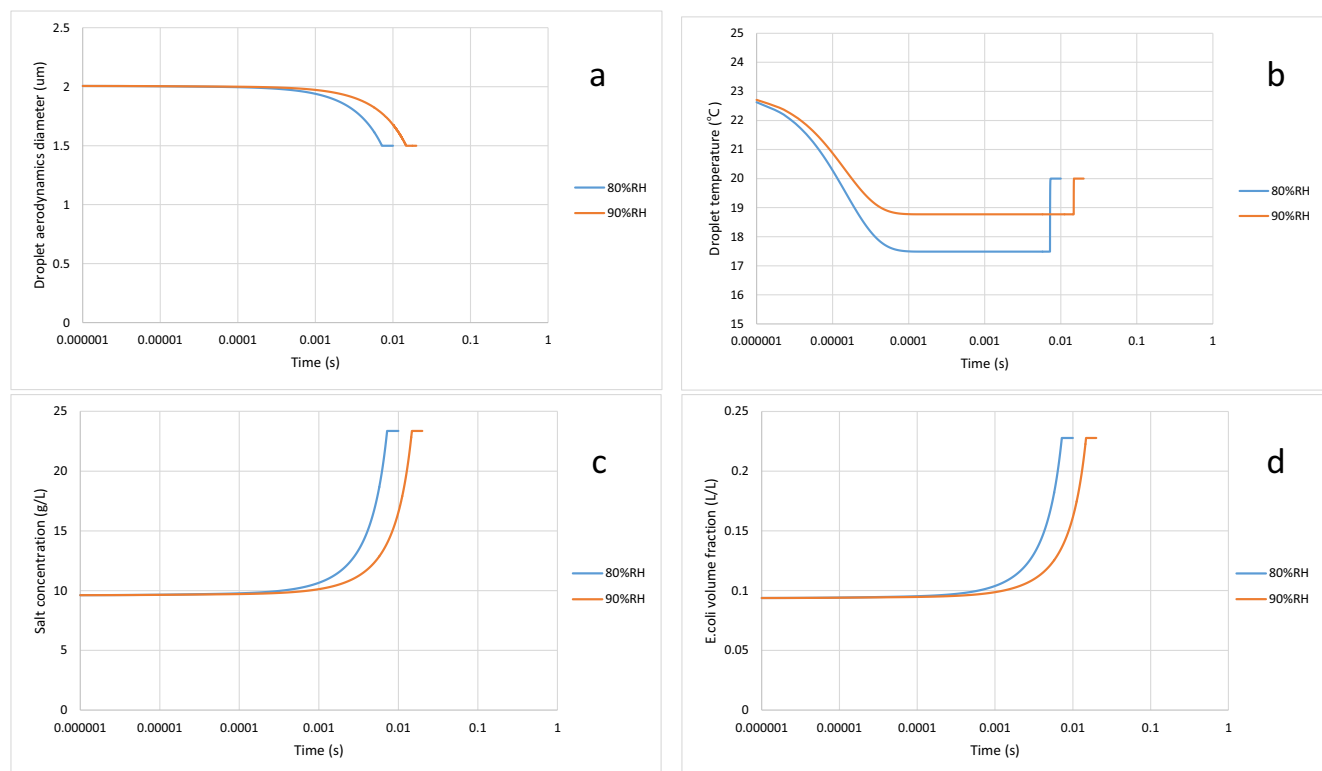 2.5
2
1.5
1
0.5
0
0.000001
0.00001
0.0001
0.001
0.01
0.1
1
Droplet aerodynamics diameter (um)
Time (s)
a
80%RH
90%RH
25
24
23
22
21
20
19
18
17
16
15
0.000001
0.00001
0.0001
0.001
0.01
0.1
1
Droplet temperature (°C)
Time (s)
b
80%RH
90%RH
25
20
15
10
5
0
0.000001
0.00001
0.0001
0.001
0.01
0.1
1
Salt concentration (g/L)
Time (s)
c
80%RH
90%RH
0.25
0.2
0.15
0.1
0.05
0
0.000001
0.00001
0.0001
0.001
0.01
0.1
1
E.coli volume fraction (L/L)
Time (s)
d
80%RH
90%RH